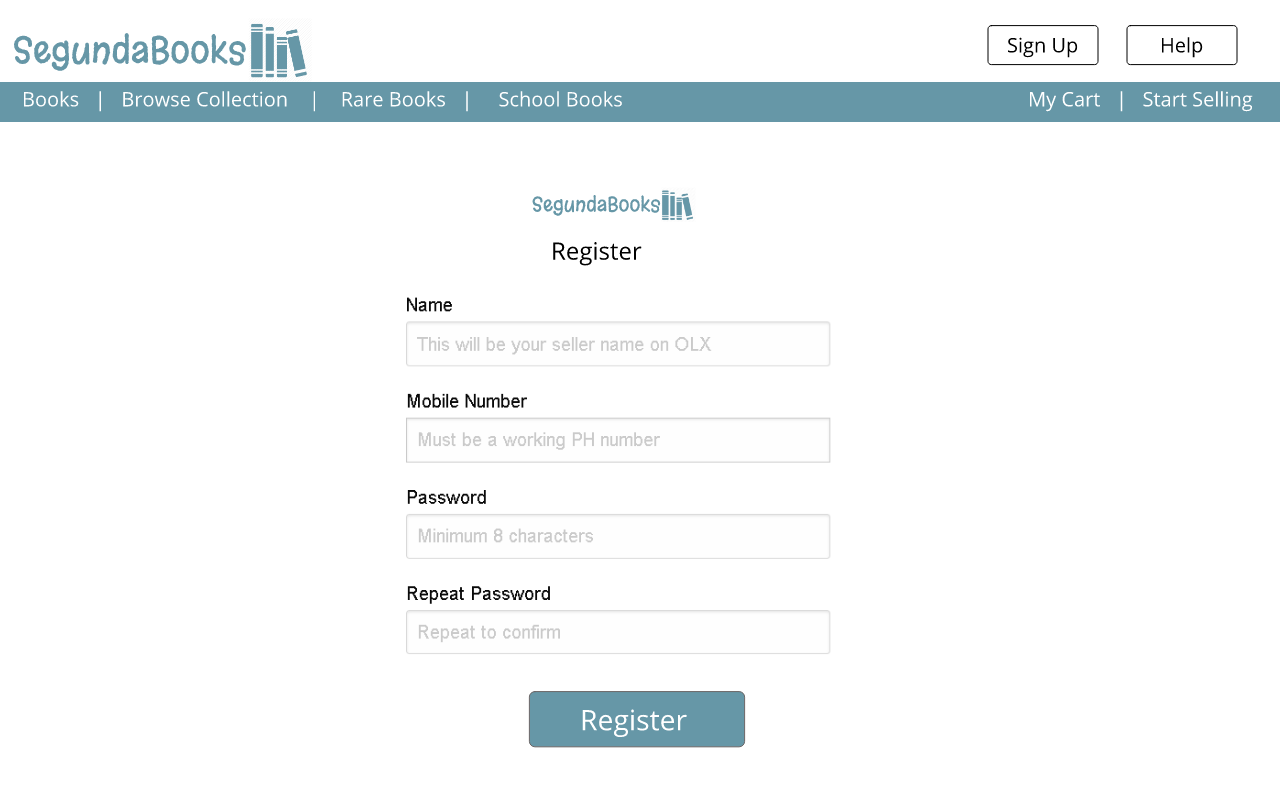 SegundaBooks
Sign Up
Help
Books | Browse Collection | Rare Books | School Books
My Cart | Start Selling
SegundaBooks
Register
Name
This will be your seller name on OLX
Mobile Number
Must be a working PH number
Password
Minimum 8 characters
Repeat Password
Repeat to confirm
Register